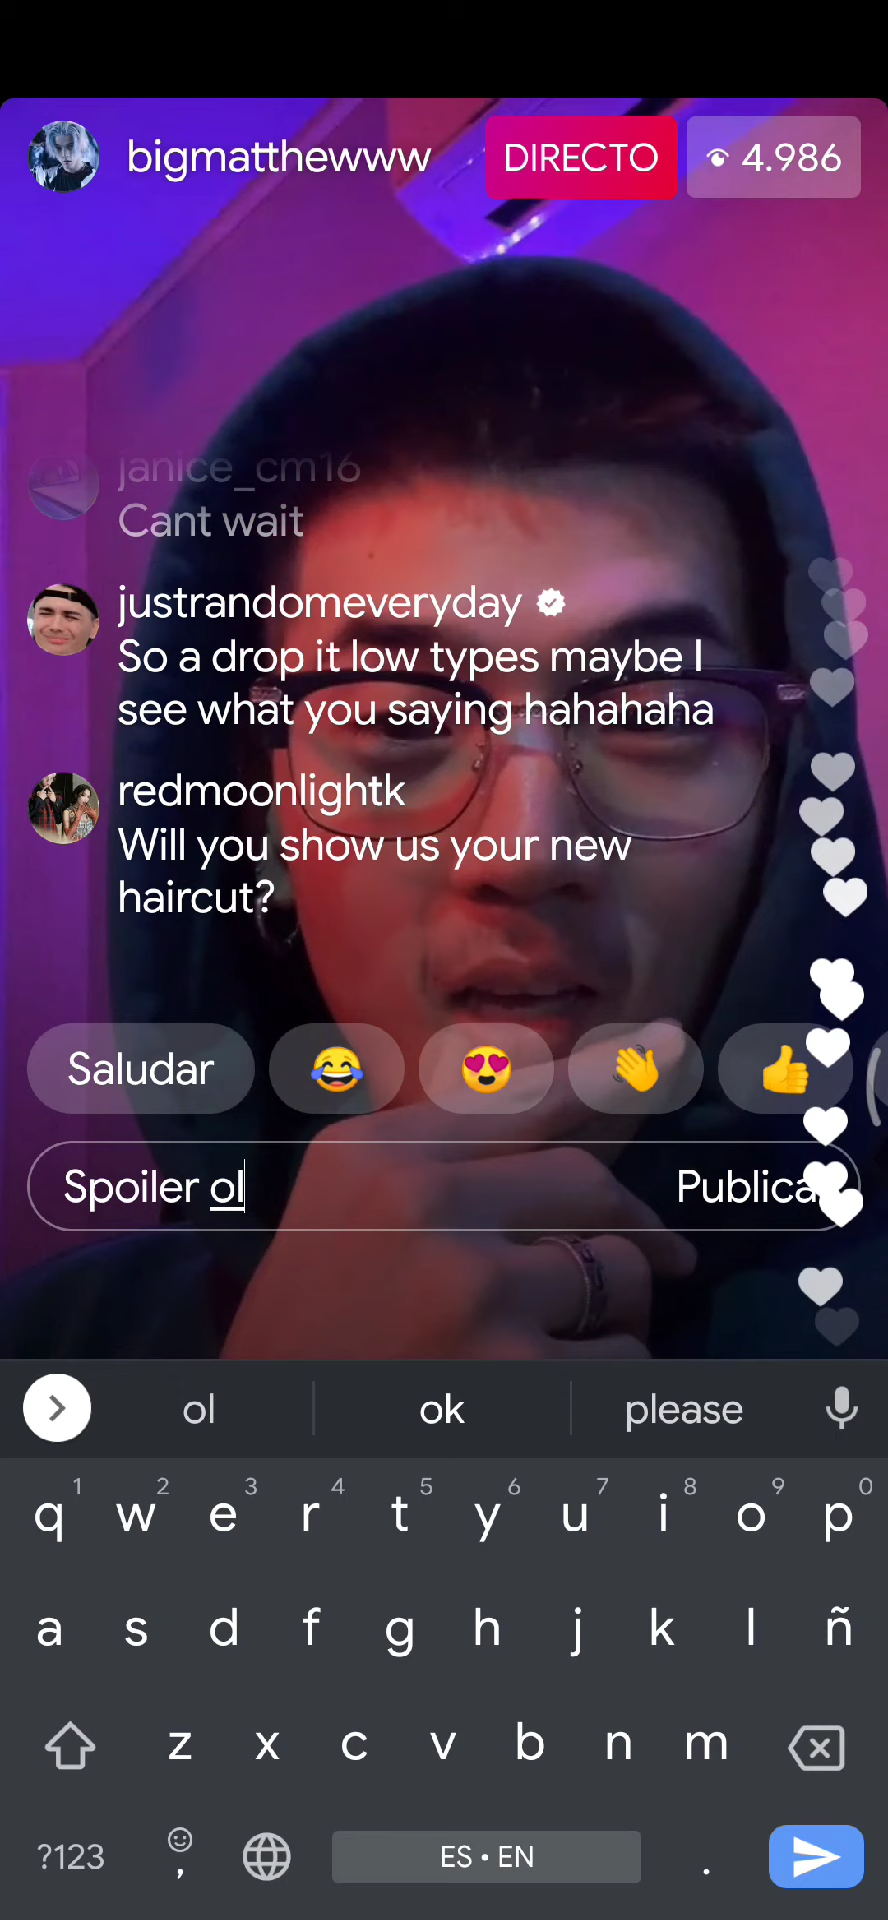 bigmatthewww
DIRECTO
4.986
janice_cm16
Cant wait
justrandomeveryday
So a drop it low types maybe I
see what you saying hahahaha
redmoonlightk
Will you show us your new
haircut?
Saludar
Spoiler ol
Publica
ol
ok
please
1 2 3 4 5 6 7 8 9 0
q w e r t y u i o p
a s d f g h j k l ñ
z x c v b n m
?123
,
ES • EN
.